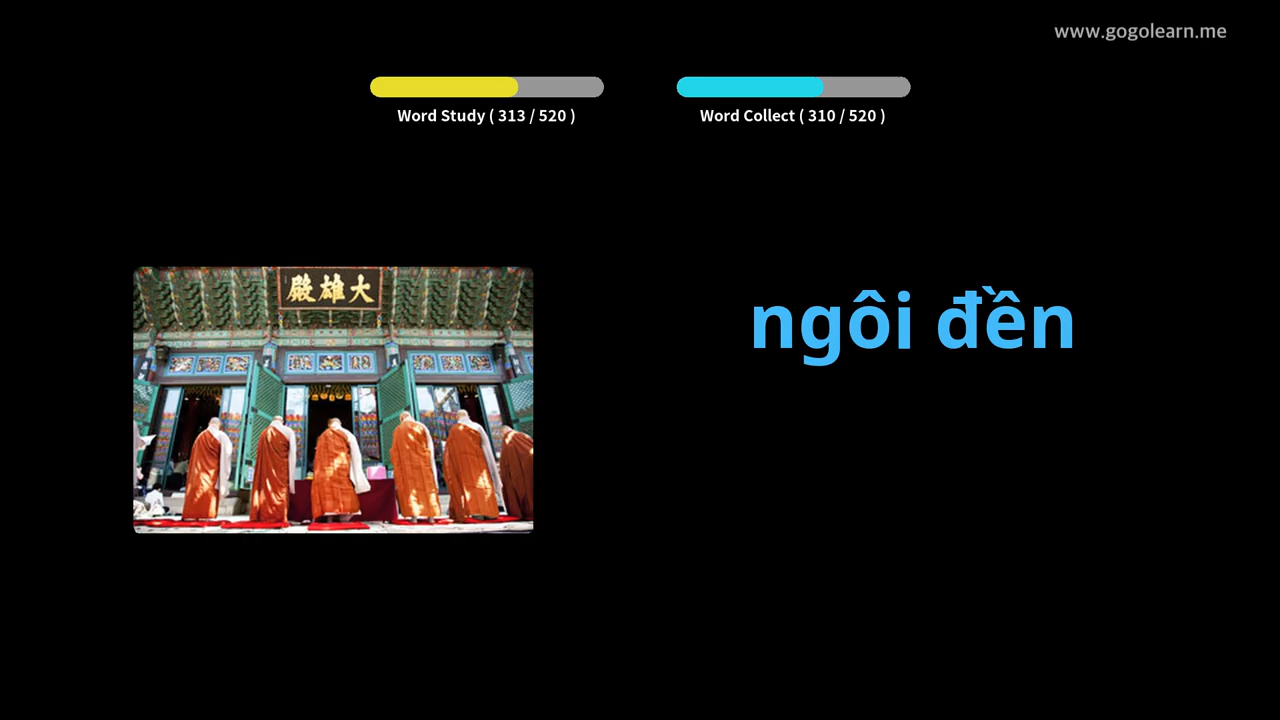 www.gogolearn.me
Word Study ( 313 / 520 )
Word Collect ( 310 / 520 )
殿雄大
ngôi đền